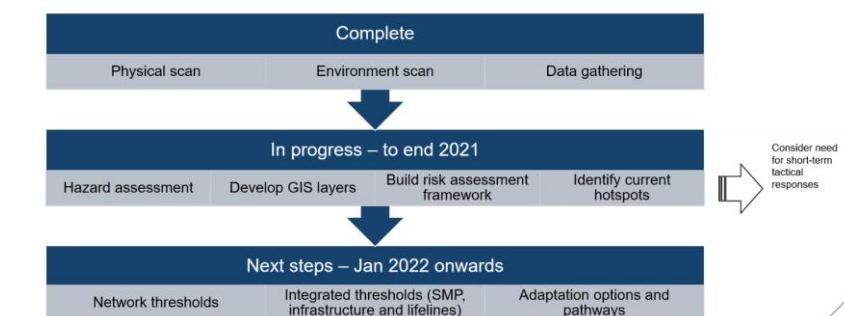 Complete
Physical scan
Environment scan
Data gathering
In progress – to end 2021
Hazard assessment
Develop GIS layers
Build risk assessment
framework
Identify current
hotspots
Consider need
for short-term
tactical
responses
Next steps – Jan 2022 onwards
Network thresholds
Integrated thresholds (SMP,
infrastructure and lifelines)
Adaptation options and
pathways